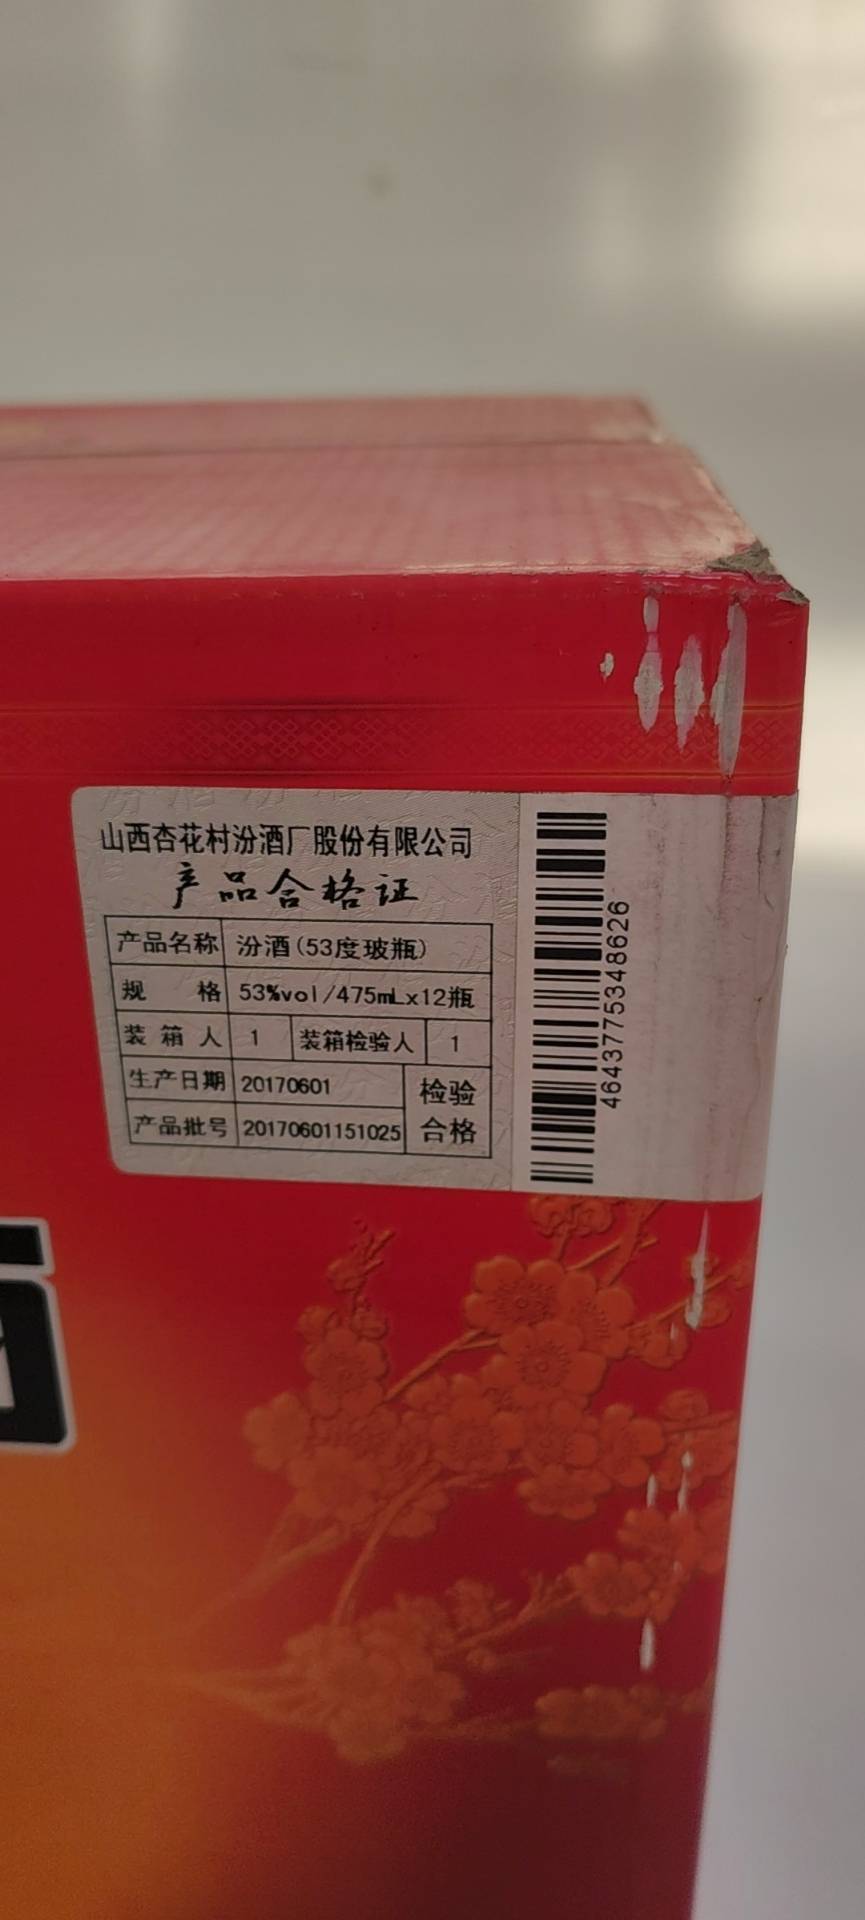 山西杏花村汾酒厂股份有限公司
产品合格证
产品名称 汾酒(53度玻瓶)
规 格 53%vol/475mLx12瓶
装箱人 1 装箱检验人 1
生产日期 20170601 检验
产品批号 20170601151025 合格
4643775348626